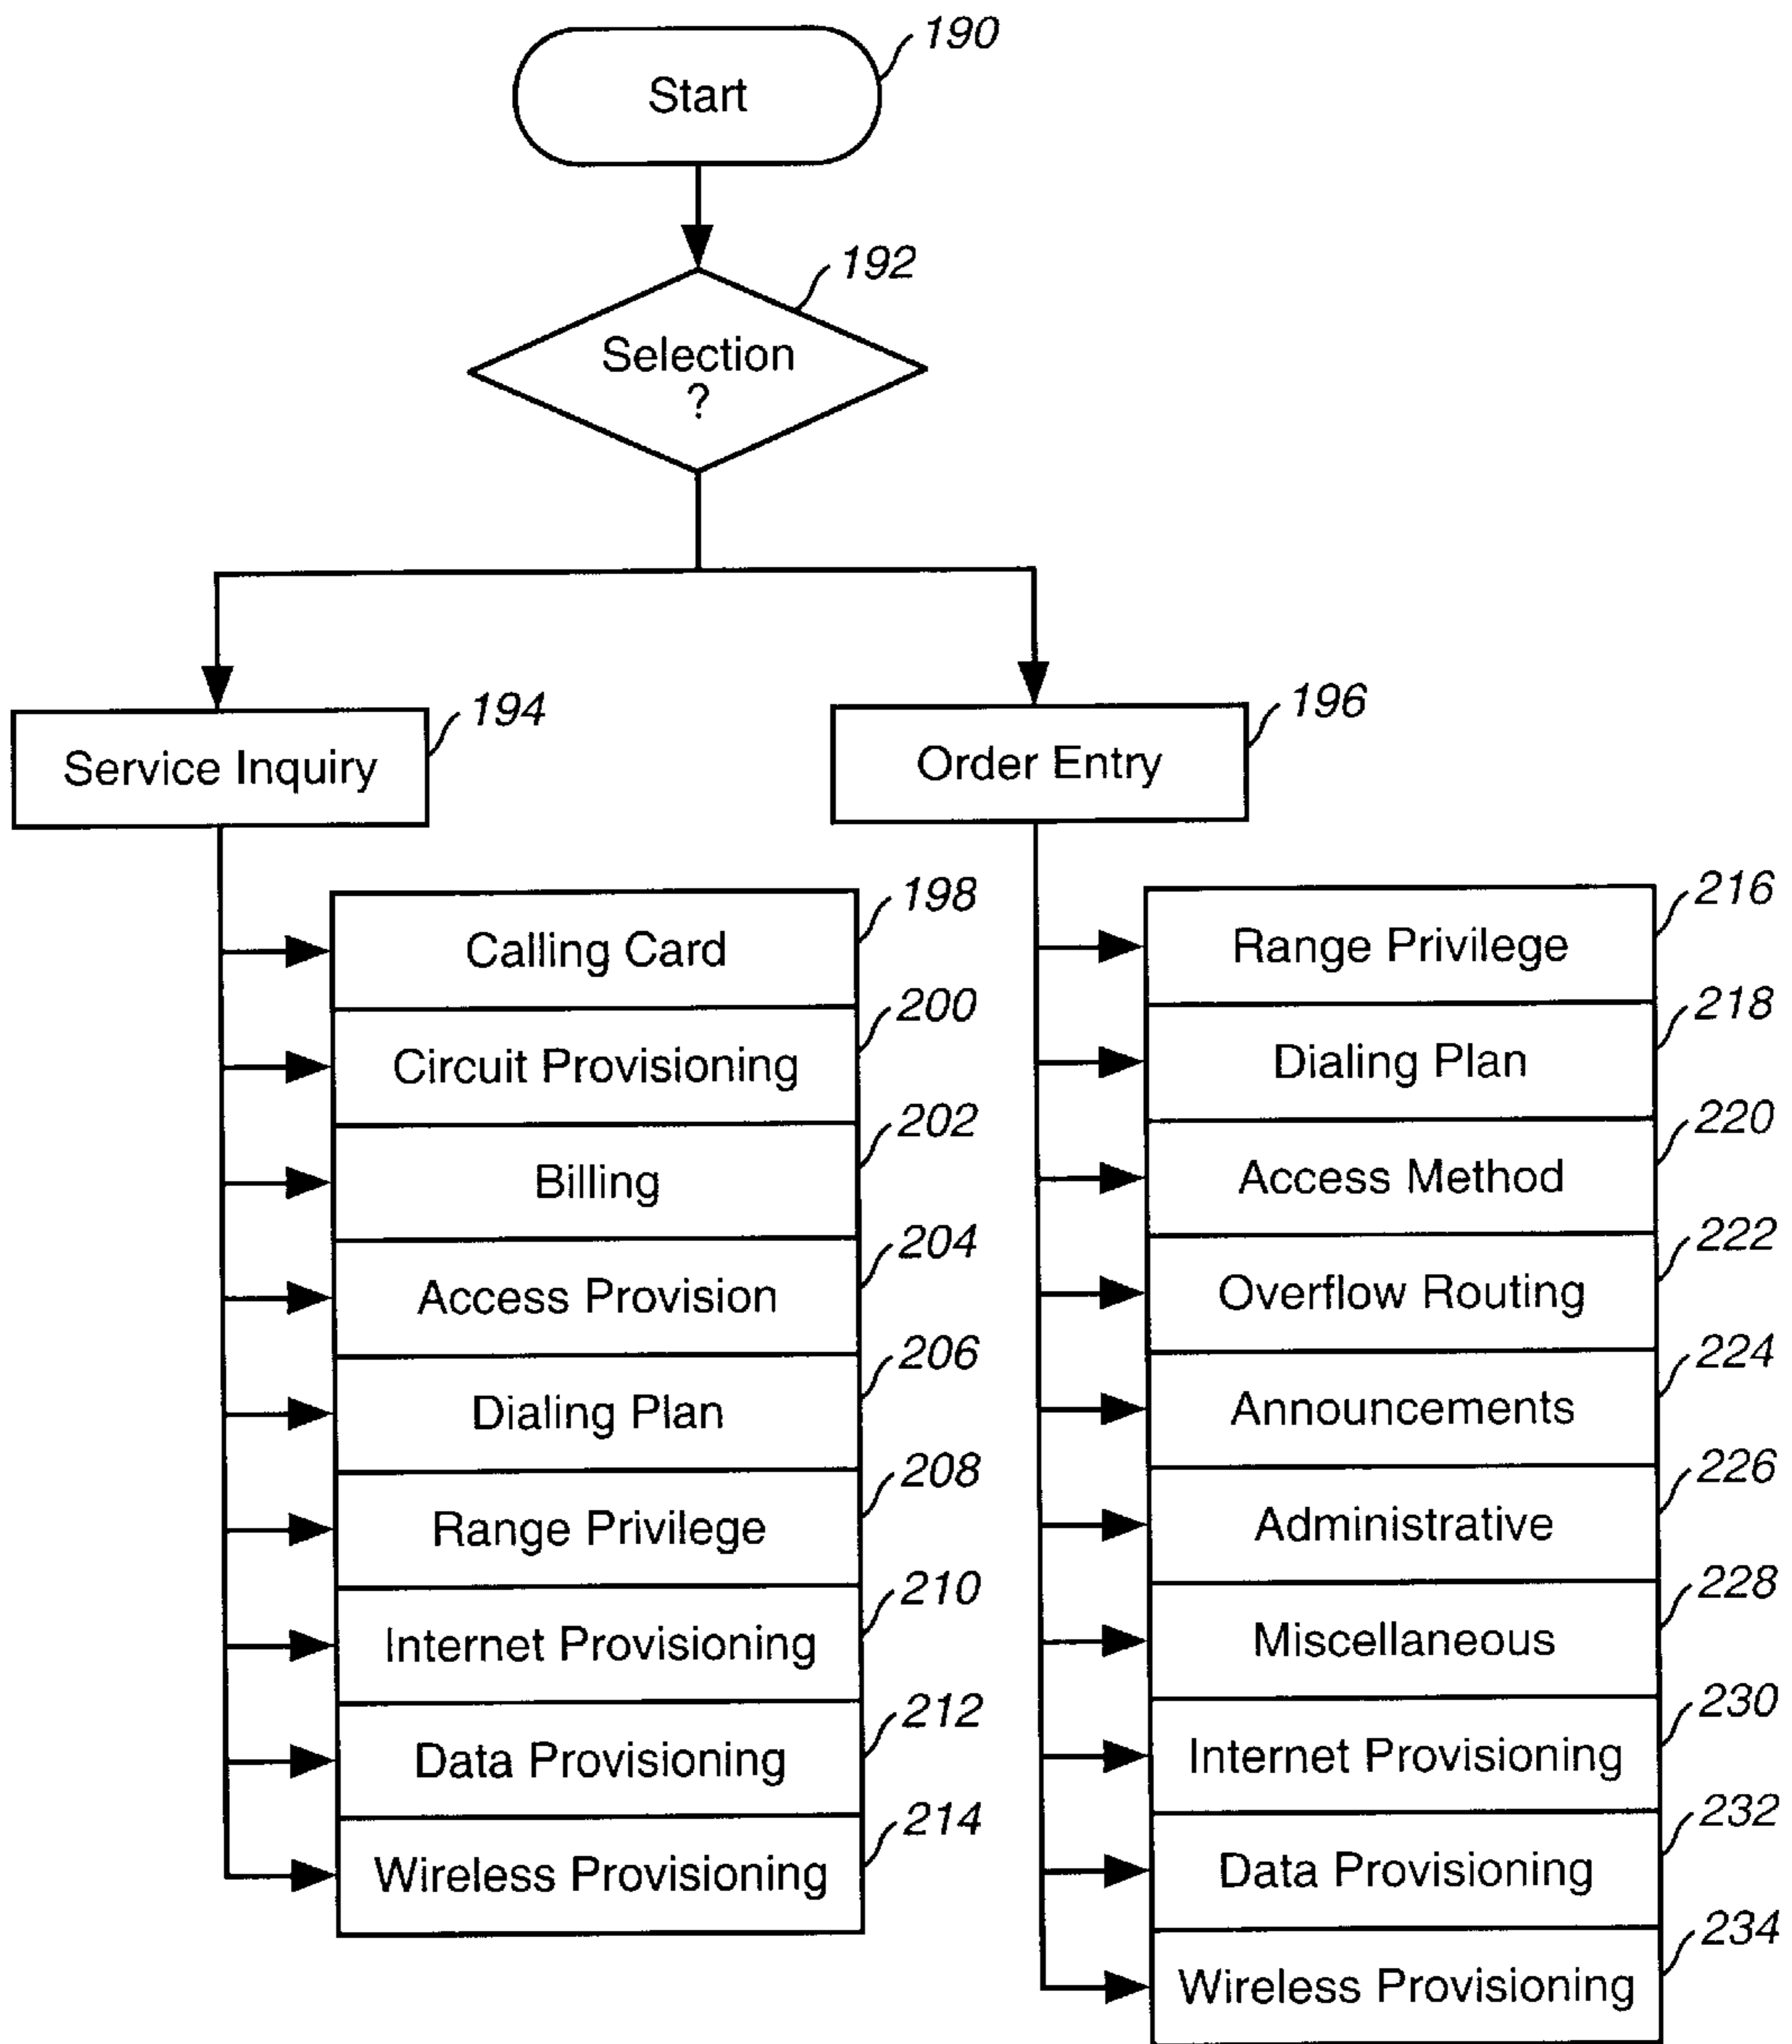 190
Start
192
Selection
?
194
Service Inquiry
196
Order Entry
198
Calling Card
200
Circuit Provisioning
202
Billing
204
Access Provision
206
Dialing Plan
208
Range Privilege
210
Internet Provisioning
212
Data Provisioning
214
Wireless Provisioning
216
Range Privilege
218
Dialing Plan
220
Access Method
222
Overflow Routing
224
Announcements
226
Administrative
228
Miscellaneous
230
Internet Provisioning
232
Data Provisioning
234
Wireless Provisioning